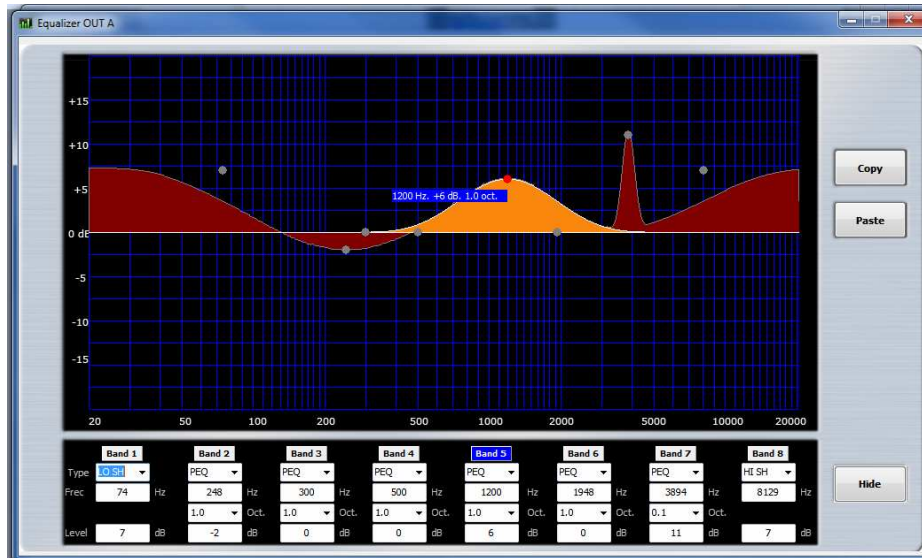 Equalizer OUT A
+15
+10
+5
0 dB
-5
-10
-15
1200 Hz. +6 dB. 1.0 oct.
20 50 100 200 500 1000 2000 5000 10000 20000
Copy
Paste
Hide
Band 1 Band 2 Band 3 Band 4 Band 5 Band 6 Band 7 Band 8
Type LO SH PEQ PEQ PEQ PEQ PEQ PEQ HI SH
Frec 74 Hz 248 Hz 300 Hz 500 Hz 1200 Hz 1948 Hz 3894 Hz 8129 Hz
1.0 Oct. 1.0 Oct. 1.0 Oct. 1.0 Oct. 1.0 Oct. 0.1 Oct.
Level 7 dB -2 dB 0 dB 0 dB 6 dB 0 dB 11 dB 7 dB